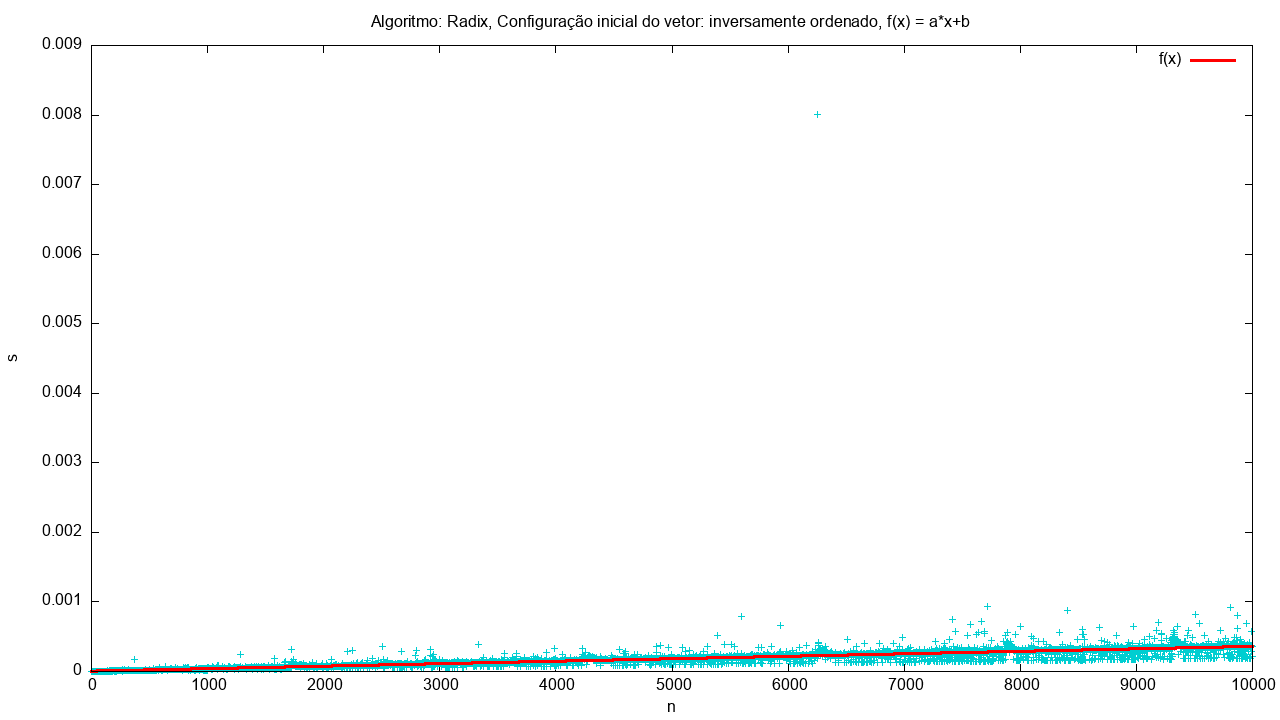 Algoritmo: Radix, Configuração inicial do vetor: inversamente ordenado, f(x) = a*x+b
f(x)
0.009
0.008
0.007
0.006
0.005
0.004
0.003
0.002
0.001
0
s
0 1000 2000 3000 4000 5000 6000 7000 8000 9000 10000
n